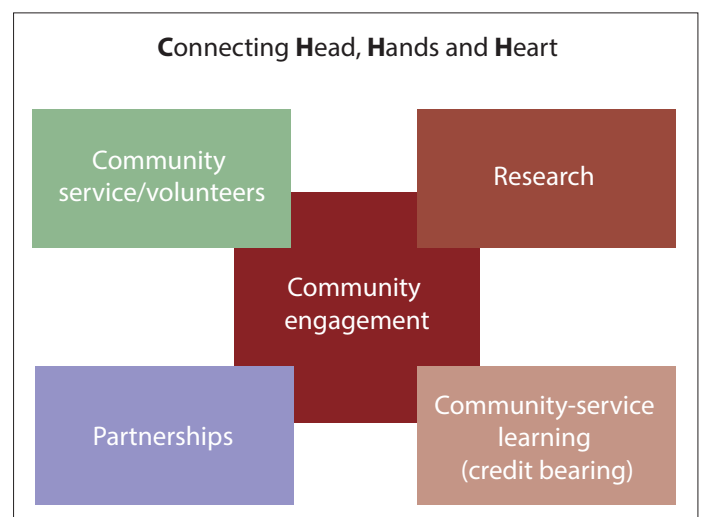 Connecting Head, Hands and Heart
Community
service/volunteers
Research
Community
engagement
Partnerships
Community-service
learning
(credit bearing)